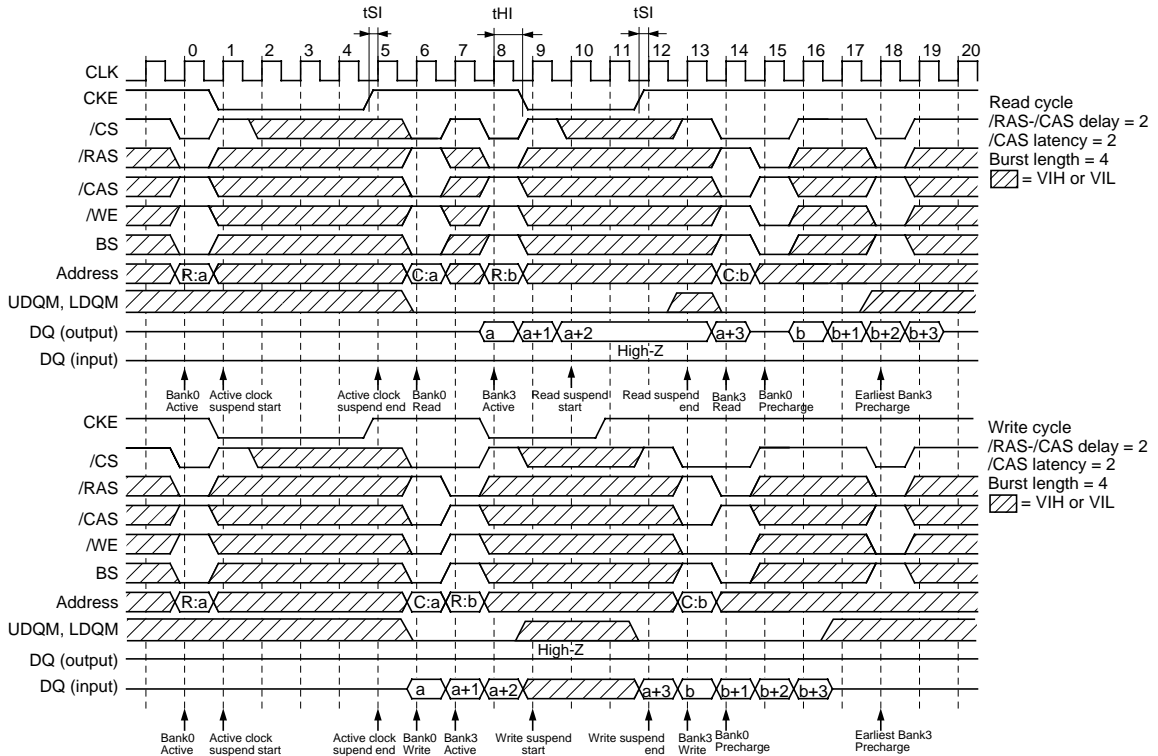 tSI tHI tSI
0 1 2 3 4 5 6 7 8 9 10 11 12 13 14 15 16 17 18 19 20
CLK
CKE
/CS
/RAS
/CAS
/WE
BS
Address R:a C:a R:b C:b
UDQM, LDQM
DQ (output) a a+1 a+2 a+3 b b+1 b+2 b+3
High-Z
DQ (input)
Bank0 Active
Active clock suspend start
Active clock suspend end
Bank0 Read
Bank3 Active
Read suspend start
Read suspend end
Bank3 Read
Bank0 Precharge
Earliest Bank3 Precharge
Read cycle
/RAS-/CAS delay = 2
/CAS latency = 2
Burst length = 4
= VIH or VIL
CKE
/CS
/RAS
/CAS
/WE
BS
Address R:a C:a R:b C:b
UDQM, LDQM
High-Z
DQ (output)
DQ (input) a a+1 a+2 a+3 b b+1 b+2 b+3
Bank0 Active
Active clock suspend start
Active clock supend end
Bank0 Write
Bank3 Active
Write suspend start
Write suspend end
Bank3 Write
Bank0 Precharge
Earliest Bank3 Precharge
Write cycle
/RAS-/CAS delay = 2
/CAS latency = 2
Burst length = 4
= VIH or VIL